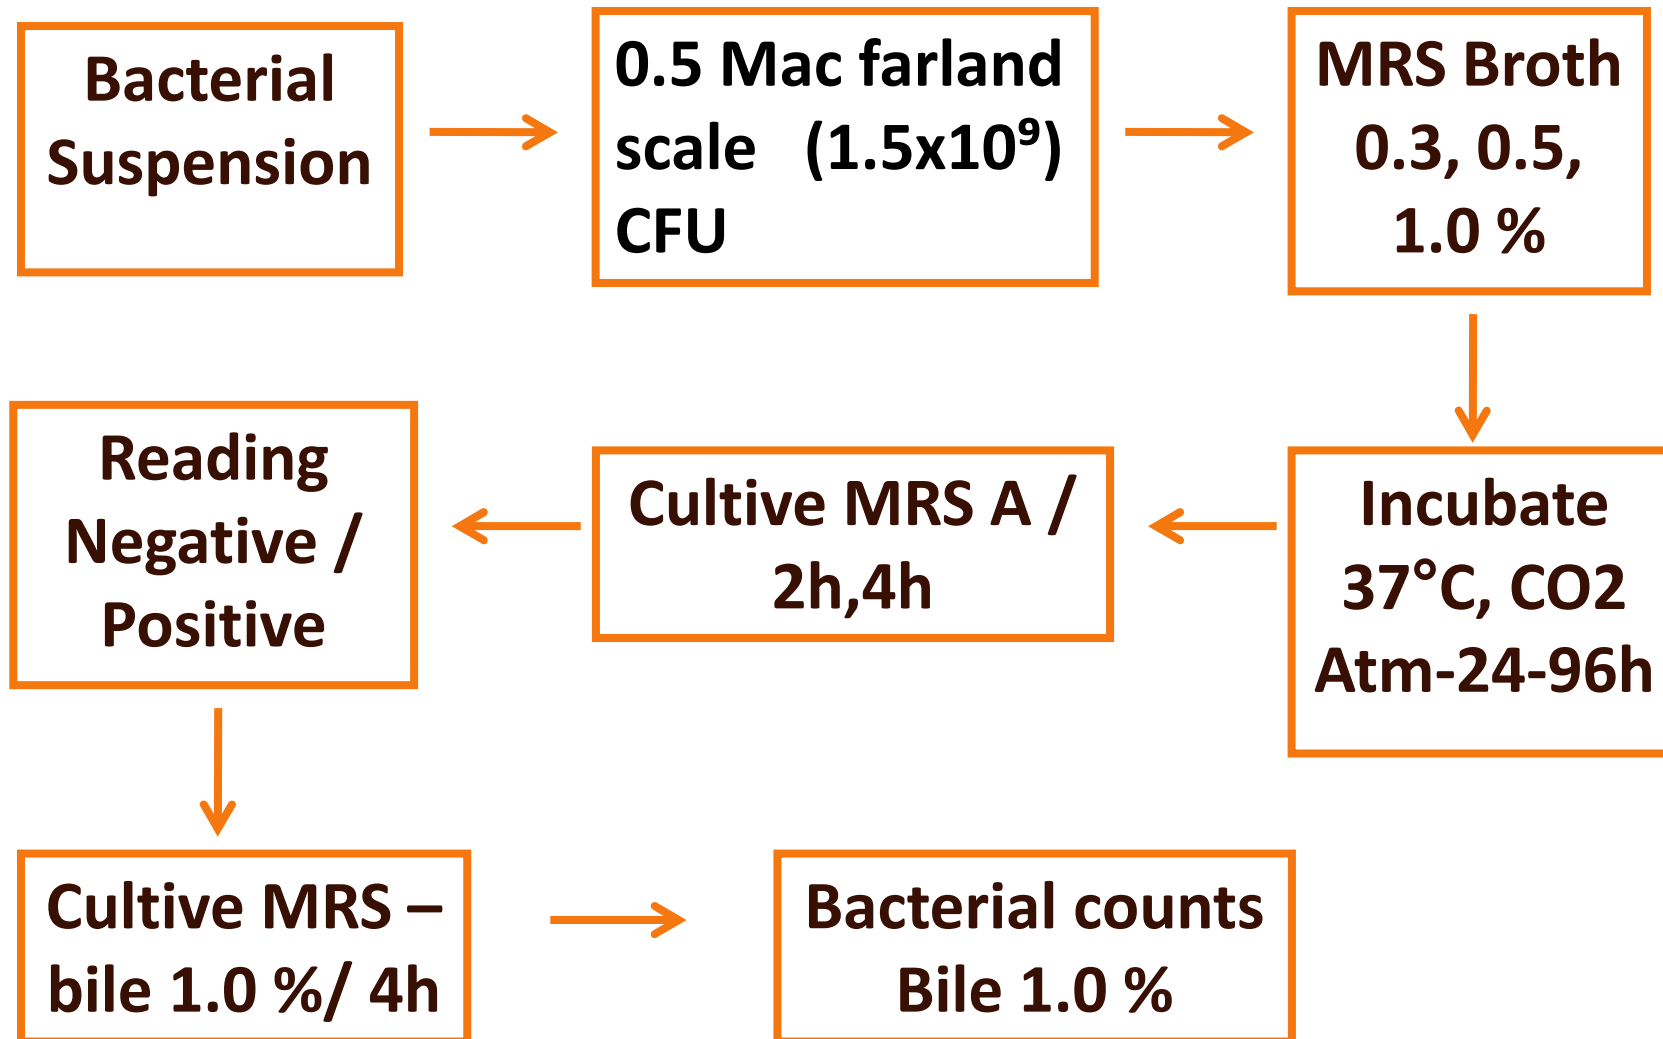 Bacterial
Suspension
0.5 Mac farland
scale (1.5x10⁹)
CFU
MRS Broth
0.3, 0.5,
1.0 %
Incubate
37°C, CO2
Atm-24-96h
Cultive MRS A /
2h,4h
Reading
Negative /
Positive
Cultive MRS –
bile 1.0 %/ 4h
Bacterial counts
Bile 1.0 %